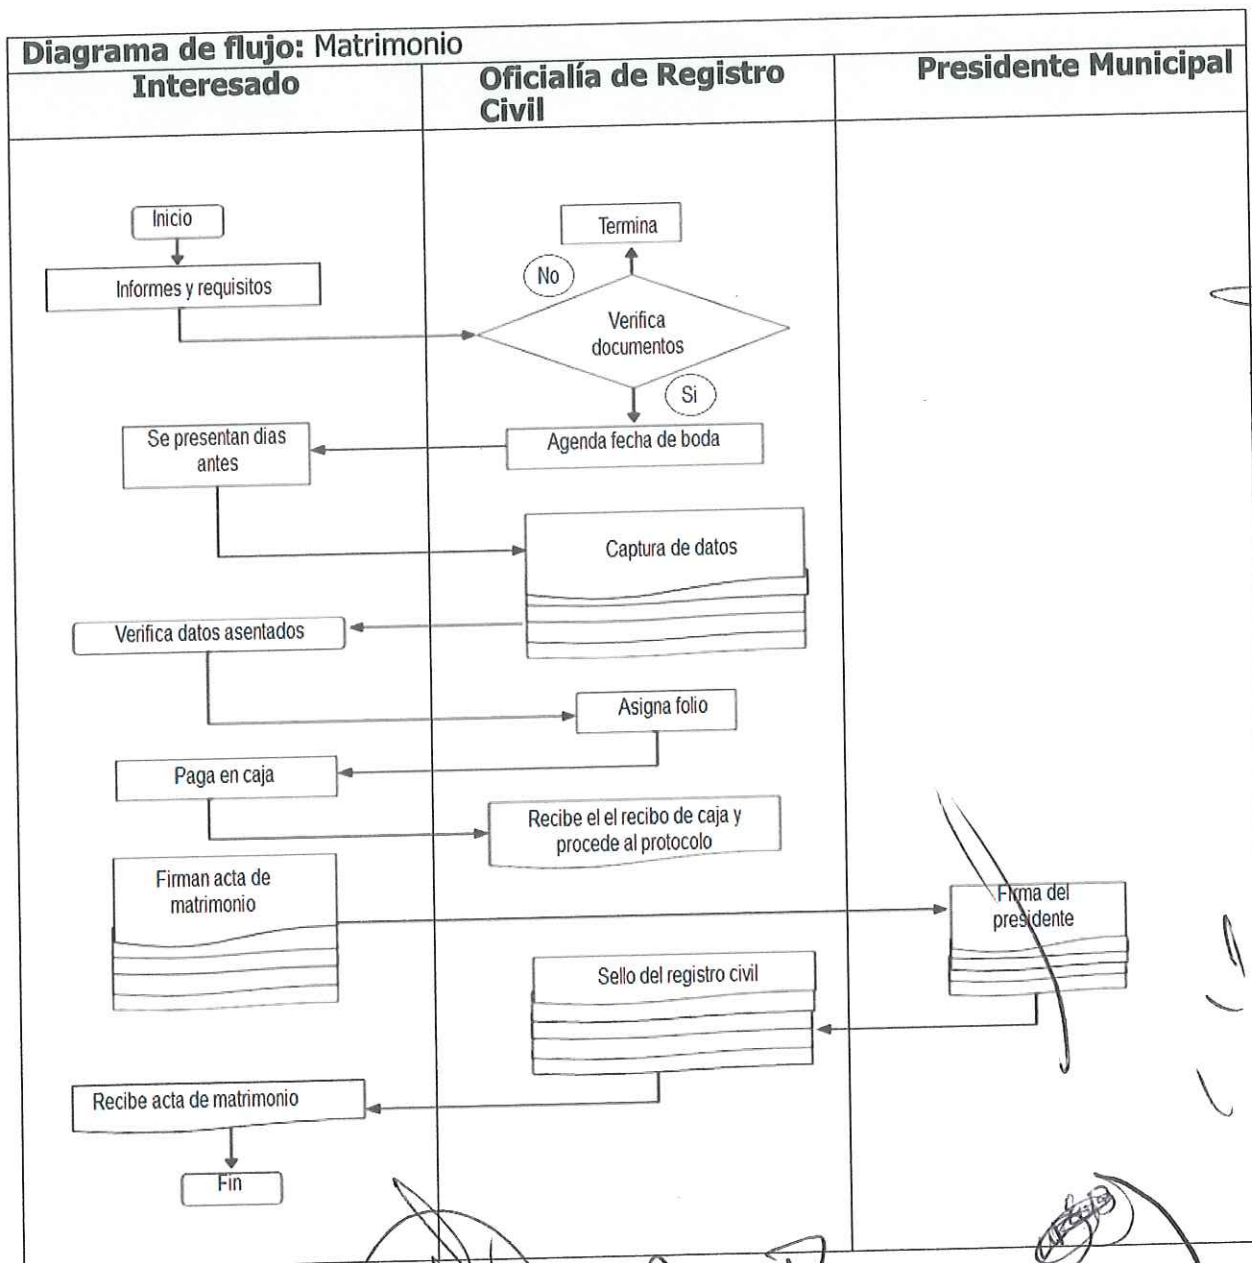 Diagrama de flujo: Matrimonio
Interesado
Oficialía de Registro
Civil
Presidente Municipal
Inicio
Termina
Informes y requisitos
No
Verifica
documentos
Si
Se presentan dias
antes
Agenda fecha de boda
Captura de datos
Verifica datos asentados
Asigna folio
Paga en caja
Recibe el el recibo de caja y
procede al protocolo
Firman acta de
matrimonio
Firma del
presidente
Sello del registro civil
Recibe acta de matrimonio
Fin